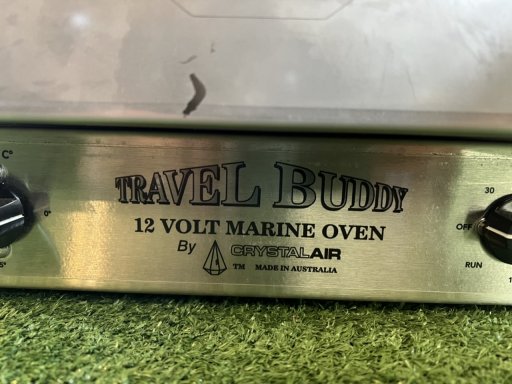 C°
TRAVEL BUDDY
30
12 VOLT MARINE OVEN
OFF
By CRYSTALAIR
RUN
TM MADE IN AUSTRALIA